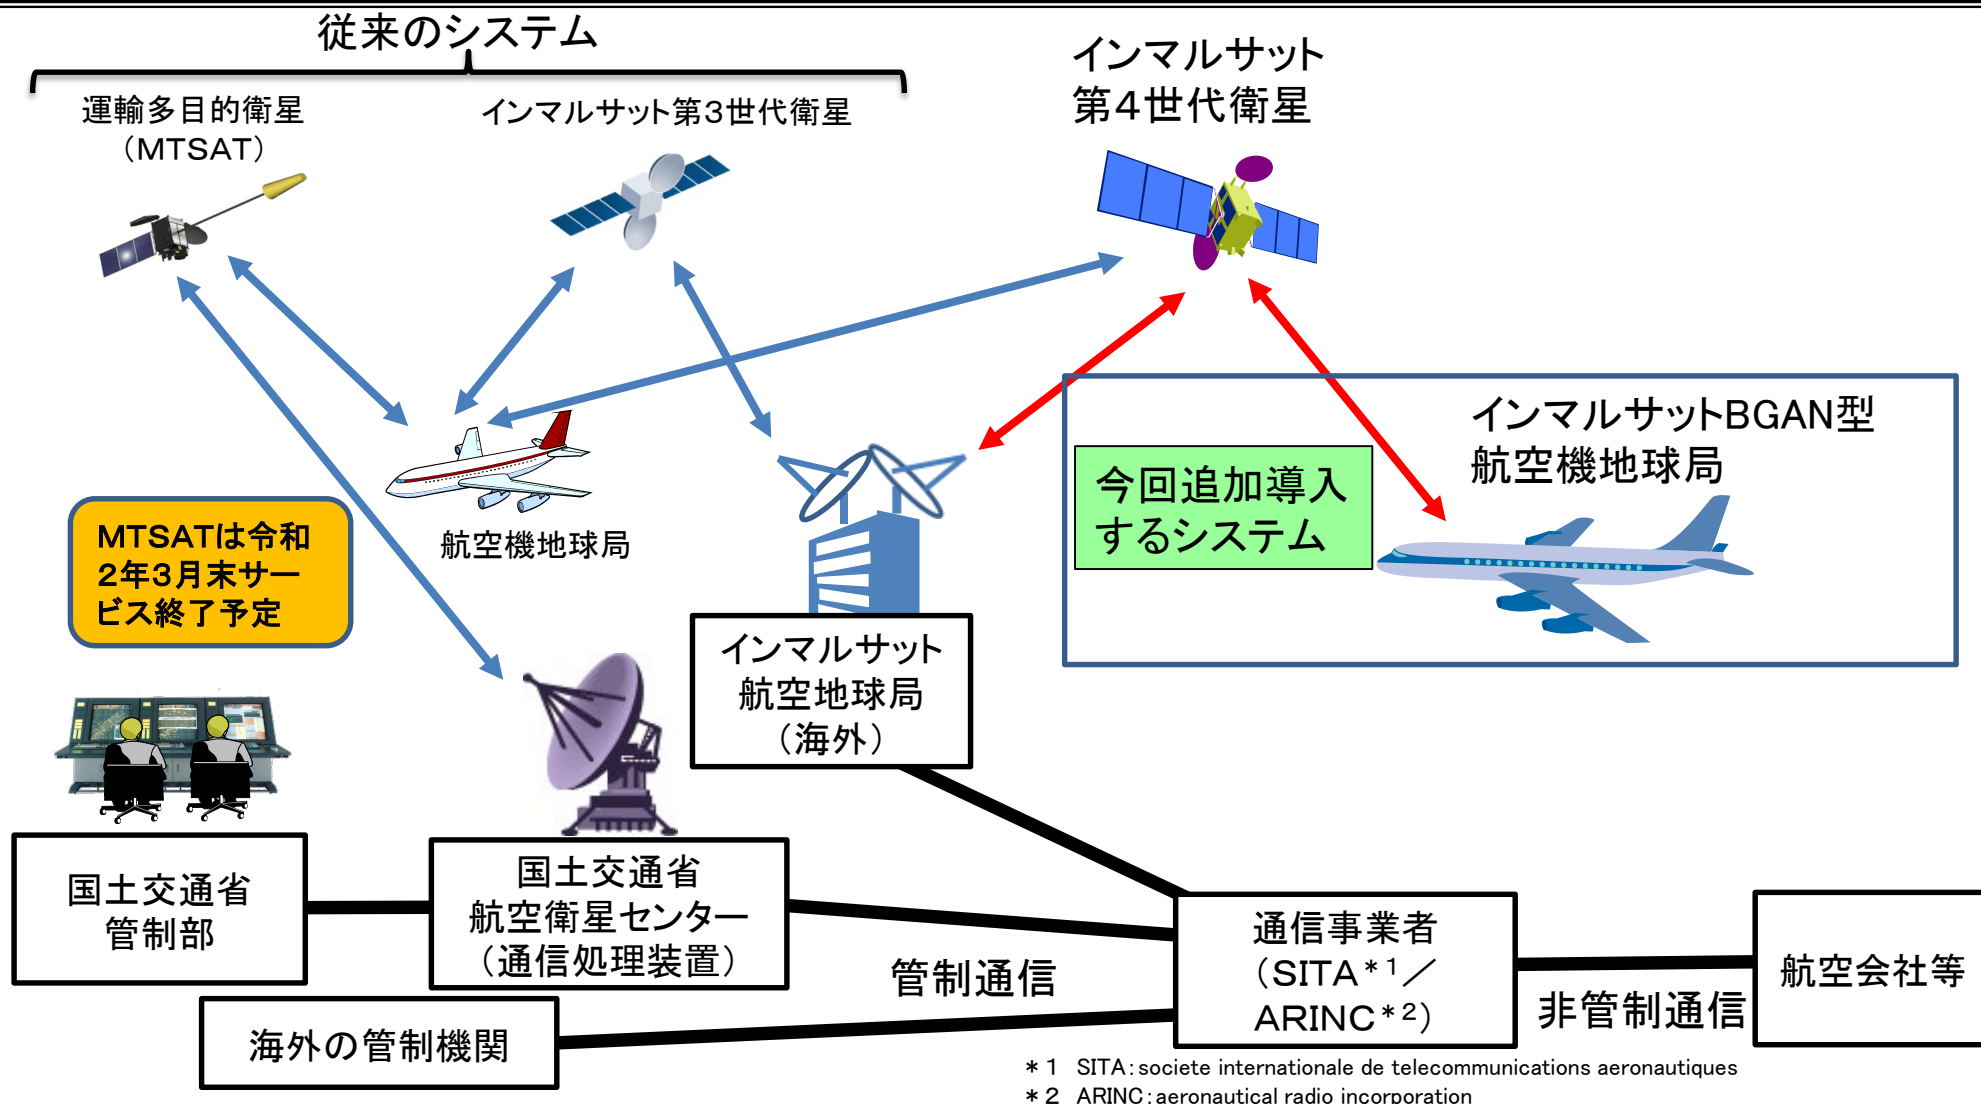 従来のシステム
運輸多目的衛星
（MTSAT）
インマルサット第3世代衛星
インマルサット
第4世代衛星
インマルサットBGAN型
航空機地球局
今回追加導入
するシステム
航空機地球局
MTSATは令和
2年3月末サー
ビス終了予定
インマルサット
航空地球局
（海外）
国土交通省
管制部
国土交通省
航空衛星センター
（通信処理装置）
管制通信
通信事業者
（SITA*1／
ARINC*2）
非管制通信
航空会社等
海外の管制機関
*1 SITA：societe internationale de telecommunications aeronautiques
*2 ARINC：aeronautical radio incorporation